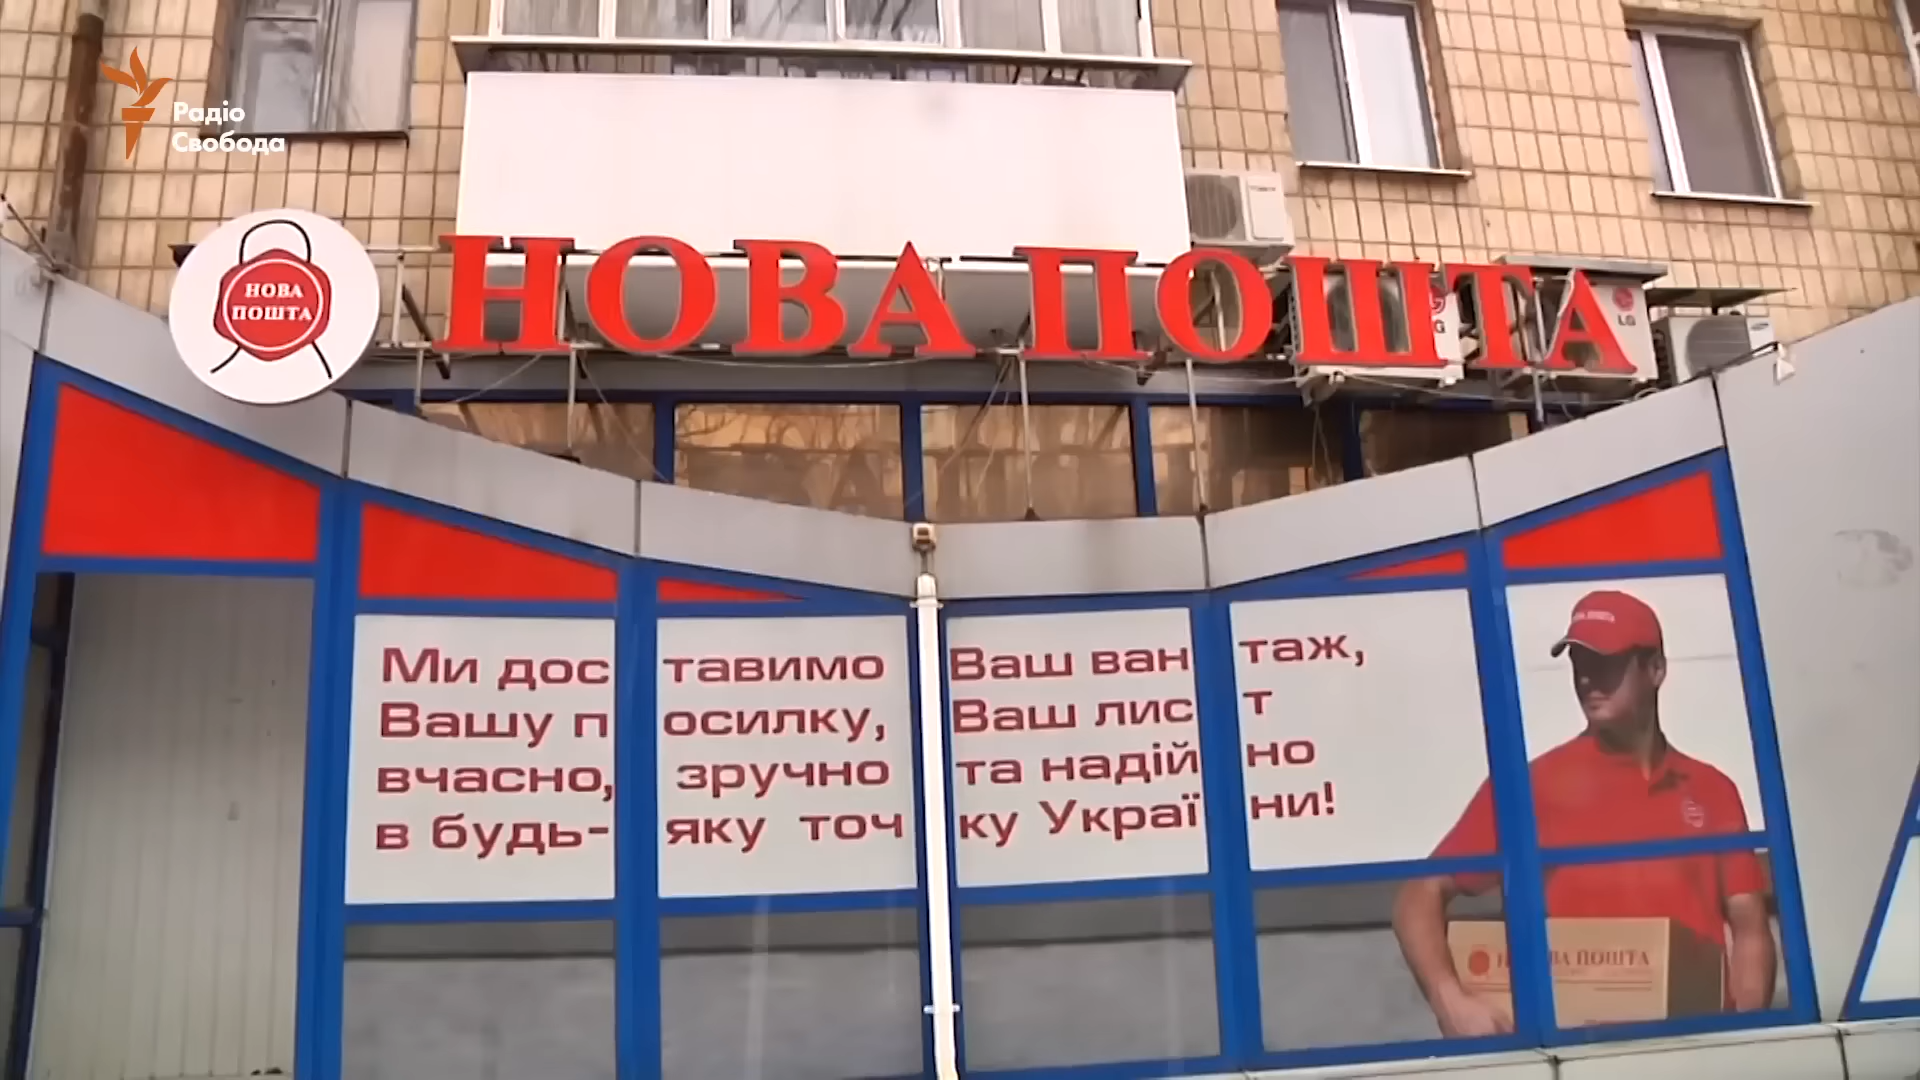 Радіо
Свобода
НОВА ПОШТА
НОВА
ПОШТА
LG
Ми доставимо Ваш вантаж,
Вашу посилку, Ваш лист
вчасно, зручно та надійно
в будь-яку точку України!
НОВА ПОШТА